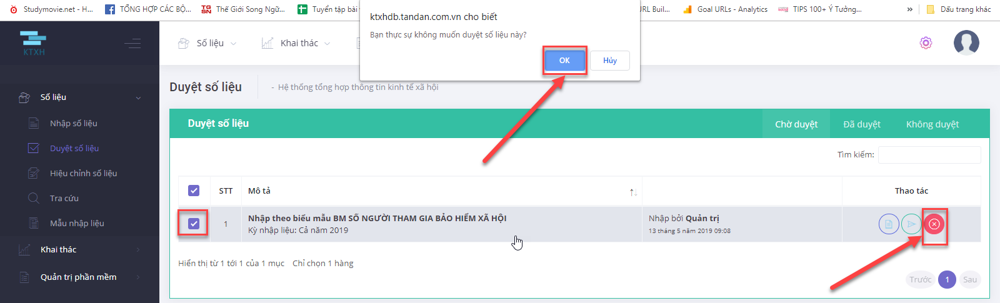 Studymovie.net - H...
TỔNG HỢP CÁC BỘ...
Thế Giới Song Ngữ...
Tuyển tập bài
URL Buil...
Goal URLs - Analytics
TIPS 100+ Ý Tưởng...
»
Dấu trang khác
ktxhdb.tandan.com.vn cho biết
Bạn thực sự không muốn duyệt số liệu này?
OK
Hủy
KTXH
Số liệu
Khai thác
Duyệt số liệu
- Hệ thống tổng hợp thông tin kinh tế xã hội
Số liệu
Nhập số liệu
Duyệt số liệu
Hiệu chỉnh số liệu
Tra cứu
Mẫu nhập liệu
Khai thác
Quản trị phần mềm
Duyệt số liệu
Chờ duyệt
Đã duyệt
Không duyệt
Tìm kiếm:
STT
Mô tả
Thao tác
1
Nhập theo biểu mẫu BM SỐ NGƯỜI THAM GIA BẢO HIỂM XÃ HỘI
Kỳ nhập liệu: Cả năm 2019
Nhập bởi Quản trị
13 tháng 5 năm 2019 09:08
Hiển thị từ 1 tới 1 của 1 mục Chỉ chọn 1 hàng
Trước
1
Sau